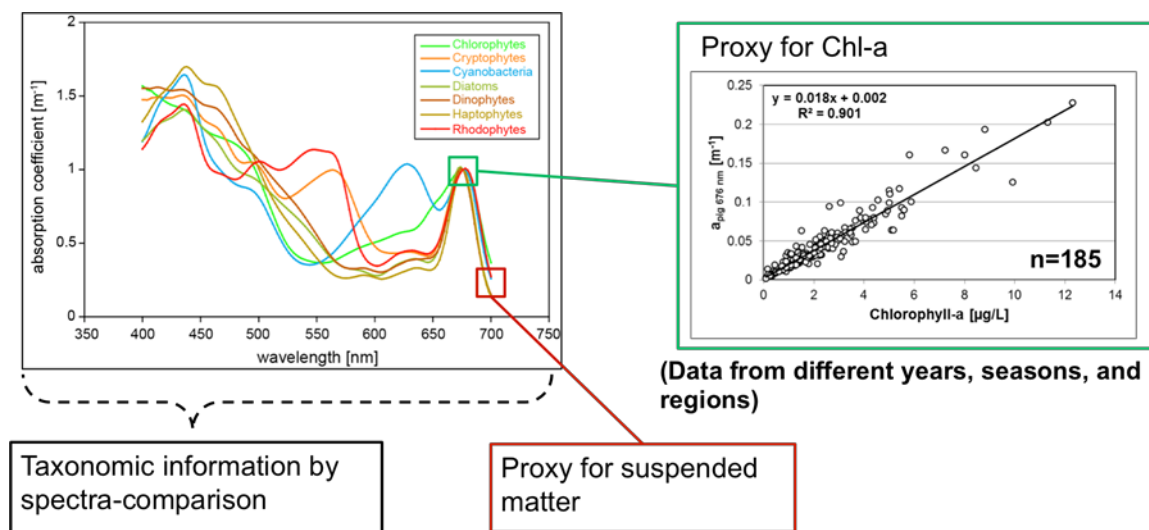 absorption coefficient [m⁻¹]
2
1.5
1
0.5
0
350
400
450
500
550
600
650
700
750
wavelength [nm]
Chlorophytes
Cryptophytes
Cyanobacteria
Diatoms
Dinophytes
Haptophytes
Rhodophytes
Proxy for Chl-a
y = 0.018x + 0.002
R² = 0.901
a pig 676 nm [m⁻¹]
0.25
0.2
0.15
0.1
0.05
0
0
2
4
6
8
10
12
14
n=185
Chlorophyll-a [µg/L]
(Data from different years, seasons, and
regions)
Taxonomic information by
spectra-comparison
Proxy for suspended
matter